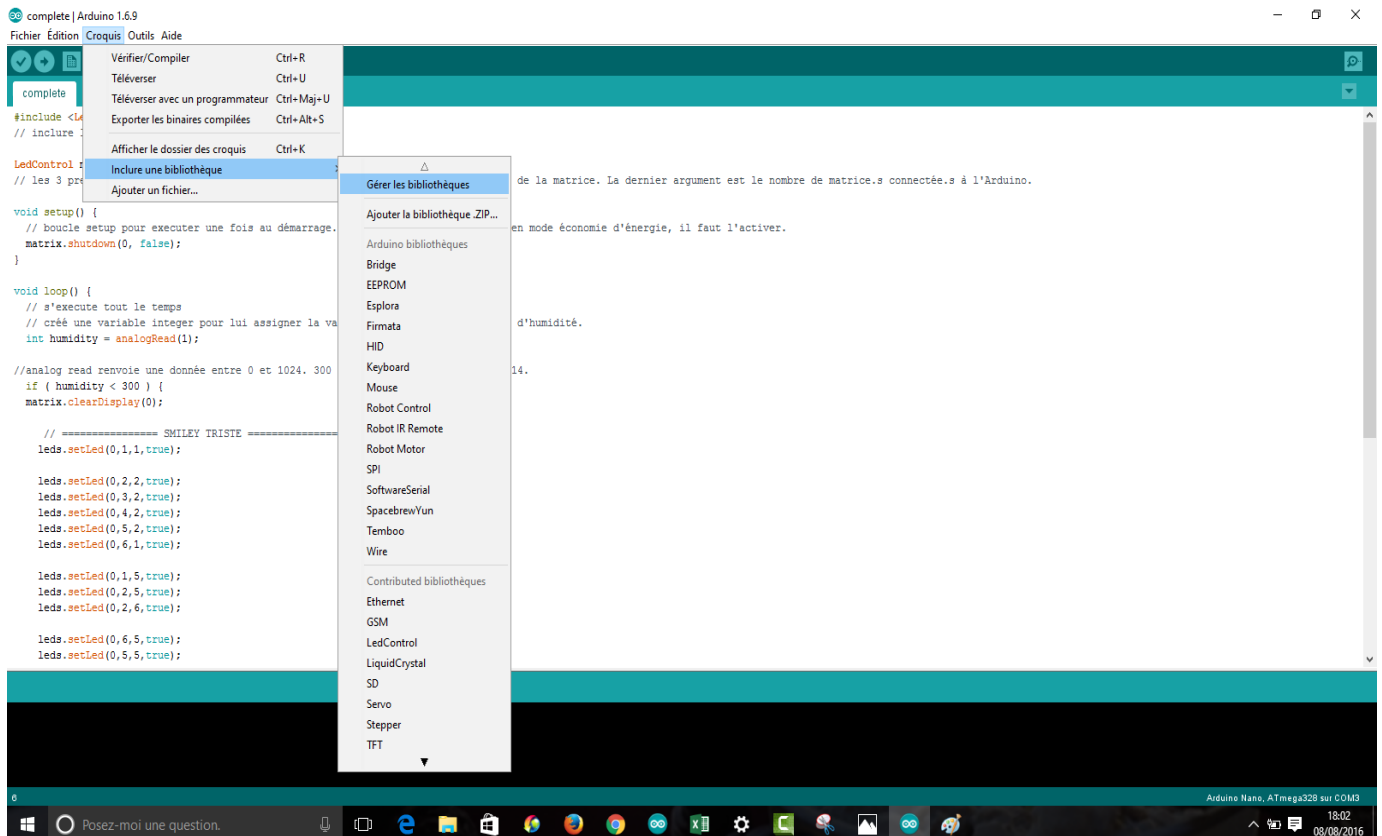 complete | Arduino 1.6.9
Fichier Édition Croquis Outils Aide
complete
Vérifier/Compiler Ctrl+R
Téléverser Ctrl+U
Téléverser avec un programmateur Ctrl+Maj+U
Exporter les binaires compilées Ctrl+Alt+S
Afficher le dossier des croquis Ctrl+K
Inclure une bibliothèque
Ajouter un fichier...
Gérer les bibliothèques
Ajouter la bibliothèque .ZIP...
Arduino bibliothèques
Bridge
EEPROM
Esplora
Firmata
HID
Keyboard
Mouse
Robot Control
Robot IR Remote
Robot Motor
SPI
SoftwareSerial
SpacebrewYun
Temboo
Wire
Contributed bibliothèques
Ethernet
GSM
LedControl
LiquidCrystal
SD
Servo
Stepper
TFT
#include <Le
// inclure
LedControl
// les 3 pre de la matrice. La dernier argument est le nombre de matrice.s connectée.s à l'Arduino.
void setup() {
// boucle setup pour executer une fois au démarrage. en mode économie d'énergie, il faut l'activer.
matrix.shutdown(0, false);
}
void loop() {
// s'execute tout le temps
// créé une variable integer pour lui assigner la va d'humidité.
int humidity = analogRead(1);
//analog read renvoie une donnée entre 0 et 1024. 300 14.
if ( humidity < 300 ) {
matrix.clearDisplay(0);
// ================ SMILEY TRISTE ===============
leds.setLed(0,1,1,true);
leds.setLed(0,2,2,true);
leds.setLed(0,3,2,true);
leds.setLed(0,4,2,true);
leds.setLed(0,5,2,true);
leds.setLed(0,6,1,true);
leds.setLed(0,1,5,true);
leds.setLed(0,2,5,true);
leds.setLed(0,2,6,true);
leds.setLed(0,6,5,true);
leds.setLed(0,5,5,true);
6
Arduino Nano, ATmega328 sur COM3
Posez-moi une question.
18:02
08/08/2016